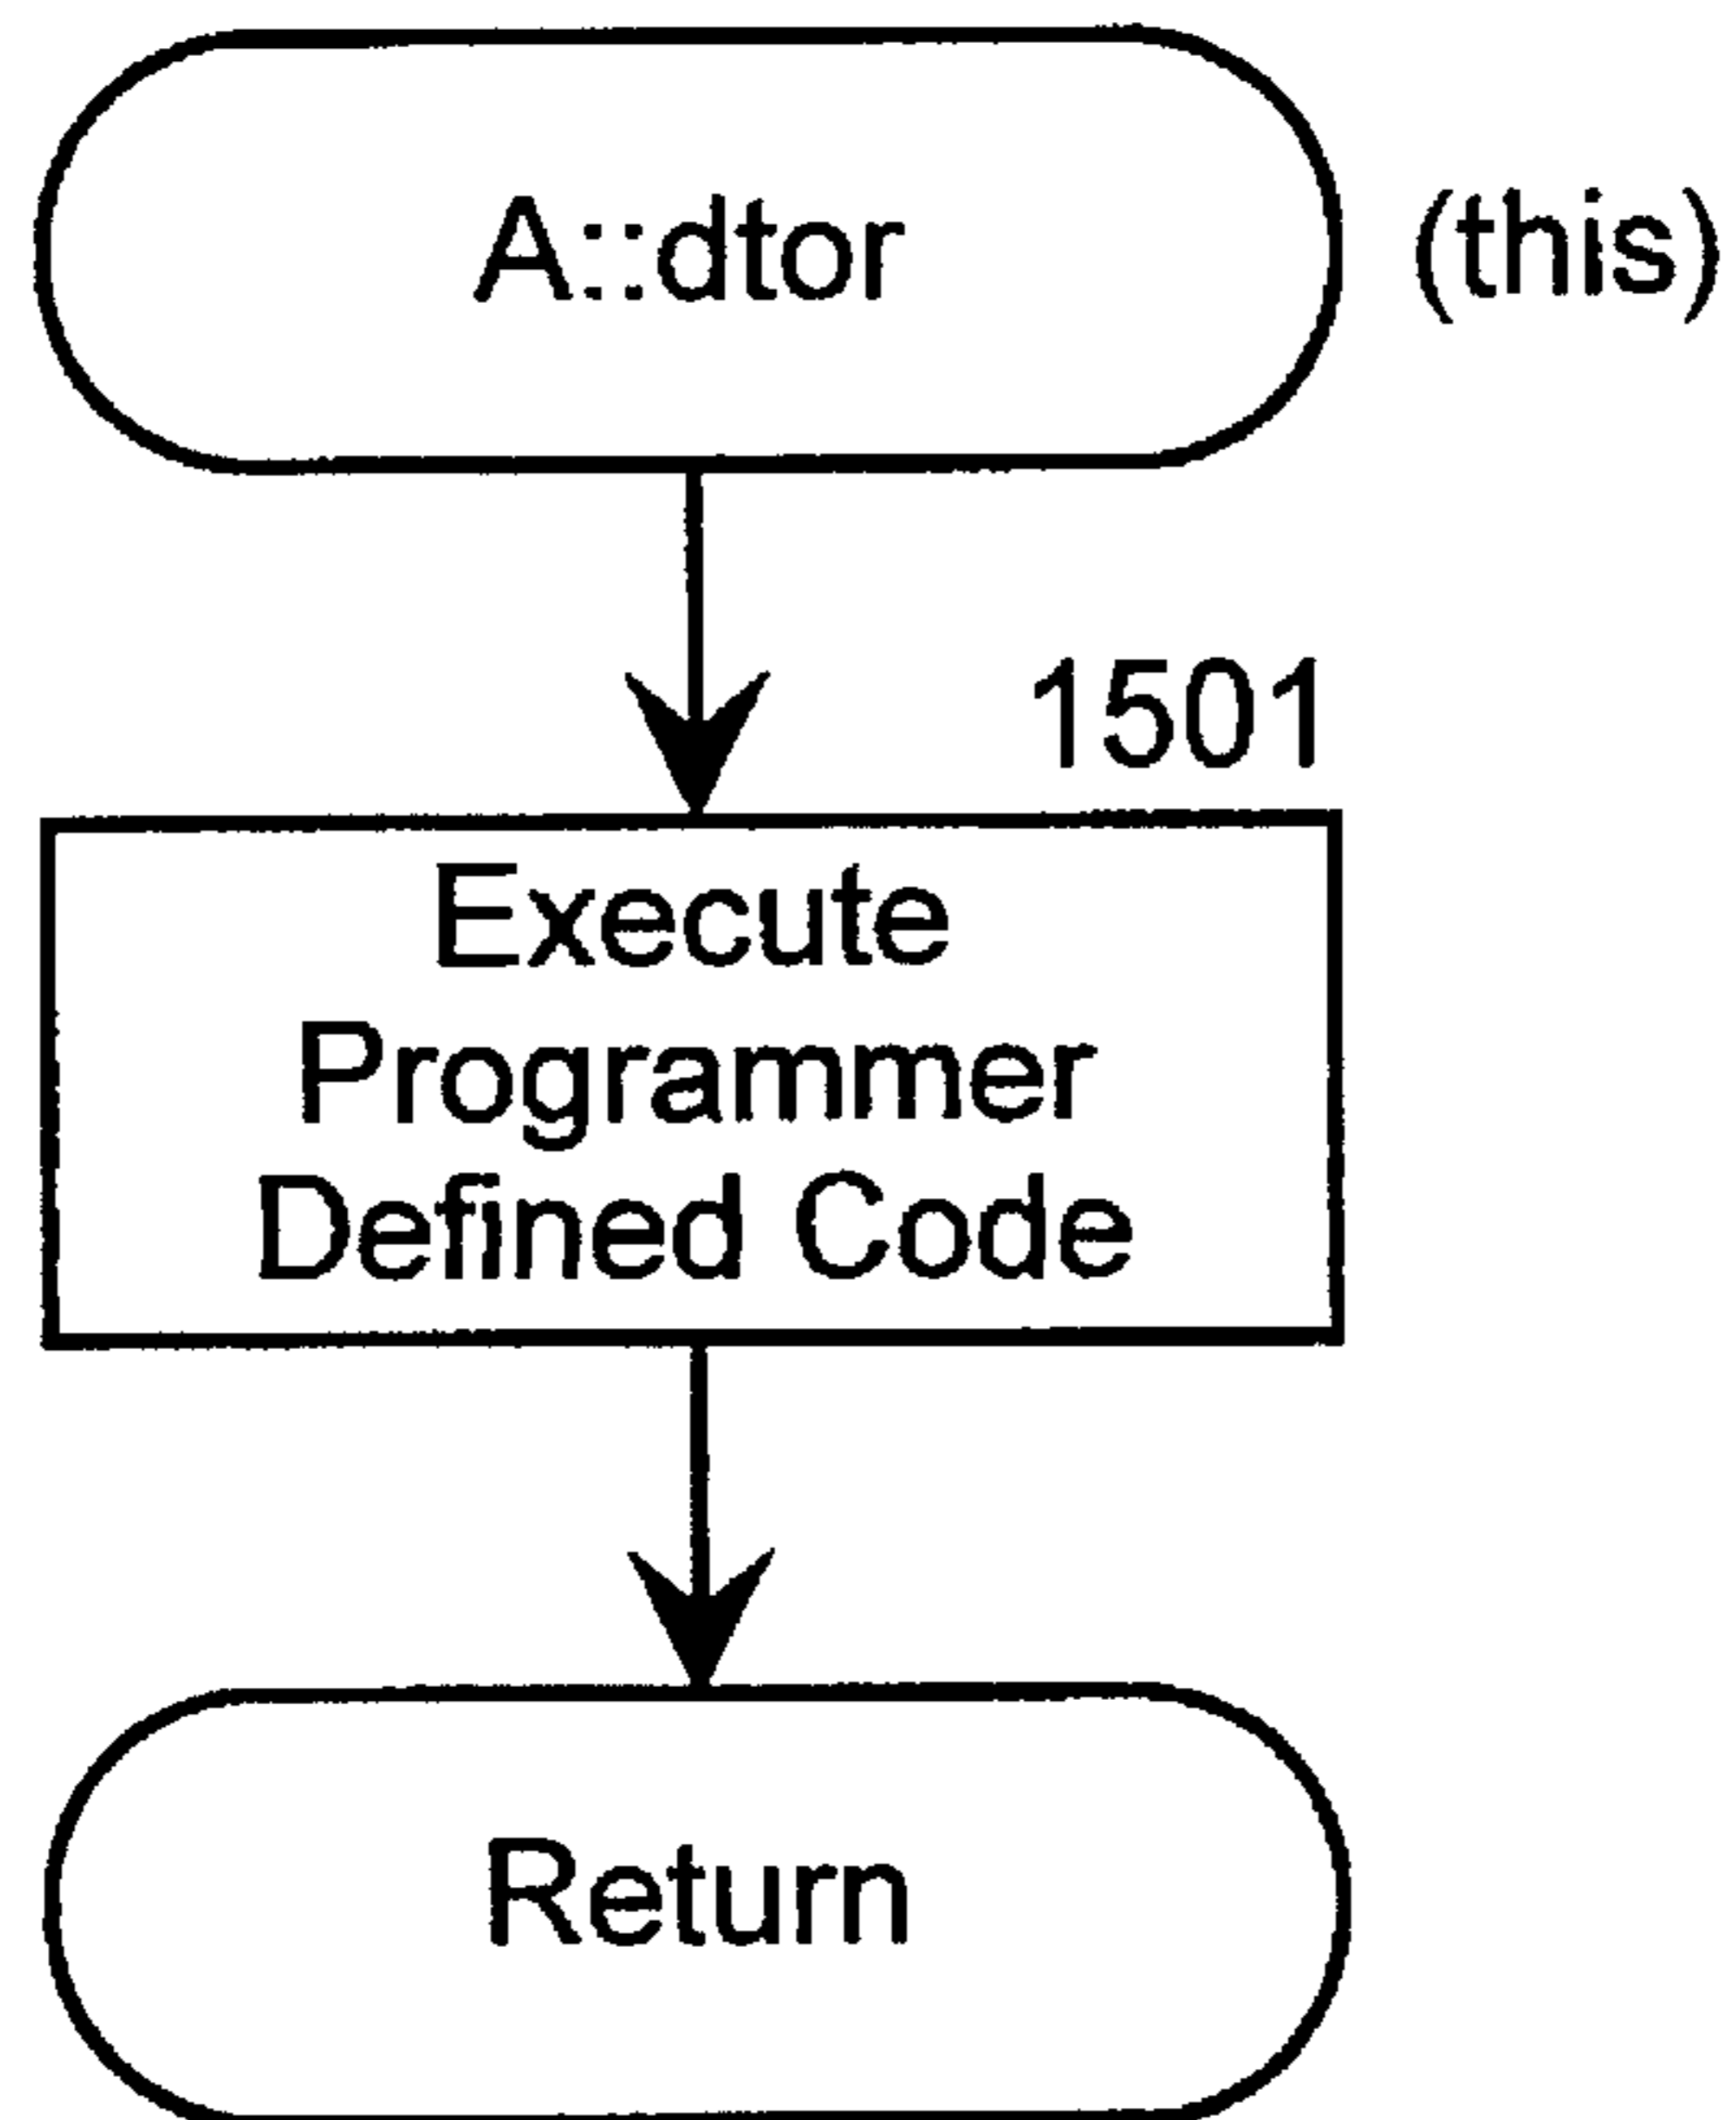 A::dtor (this)
1501
Execute
Programmer
Defined Code
Return